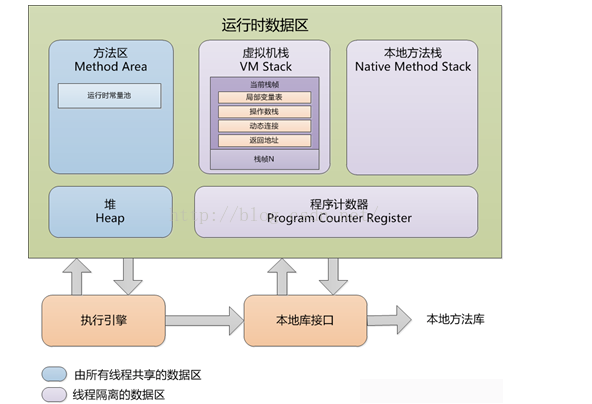 运行时数据区
方法区
Method Area
运行时常量池
虚拟机栈
VM Stack
当前栈帧
局部变量表
操作数栈
动态连接
返回地址
栈帧N
本地方法栈
Native Method Stack
堆
Heap
程序计数器
Program Counter Register
执行引擎
本地库接口
本地方法库
由所有线程共享的数据区
线程隔离的数据区